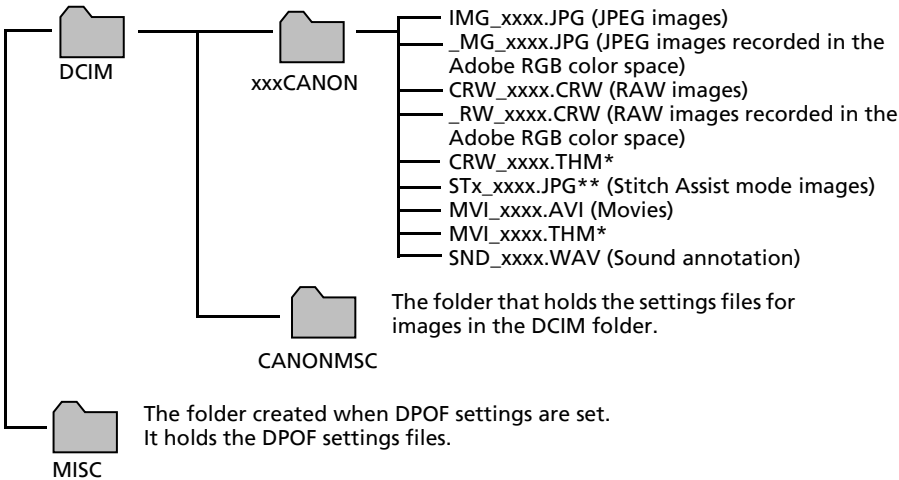 DCIM
xxxCANON
IMG_xxxx.JPG (JPEG images)
_MG_xxxx.JPG (JPEG images recorded in the
Adobe RGB color space)
CRW_xxxx.CRW (RAW images)
_RW_xxxx.CRW (RAW images recorded in the
Adobe RGB color space)
CRW_xxxx.THM*
STx_xxxx.JPG** (Stitch Assist mode images)
MVI_xxxx.AVI (Movies)
MVI_xxxx.THM*
SND_xxxx.WAV (Sound annotation)
CANONMSC
The folder that holds the settings files for
images in the DCIM folder.
MISC
The folder created when DPOF settings are set.
It holds the DPOF settings files.